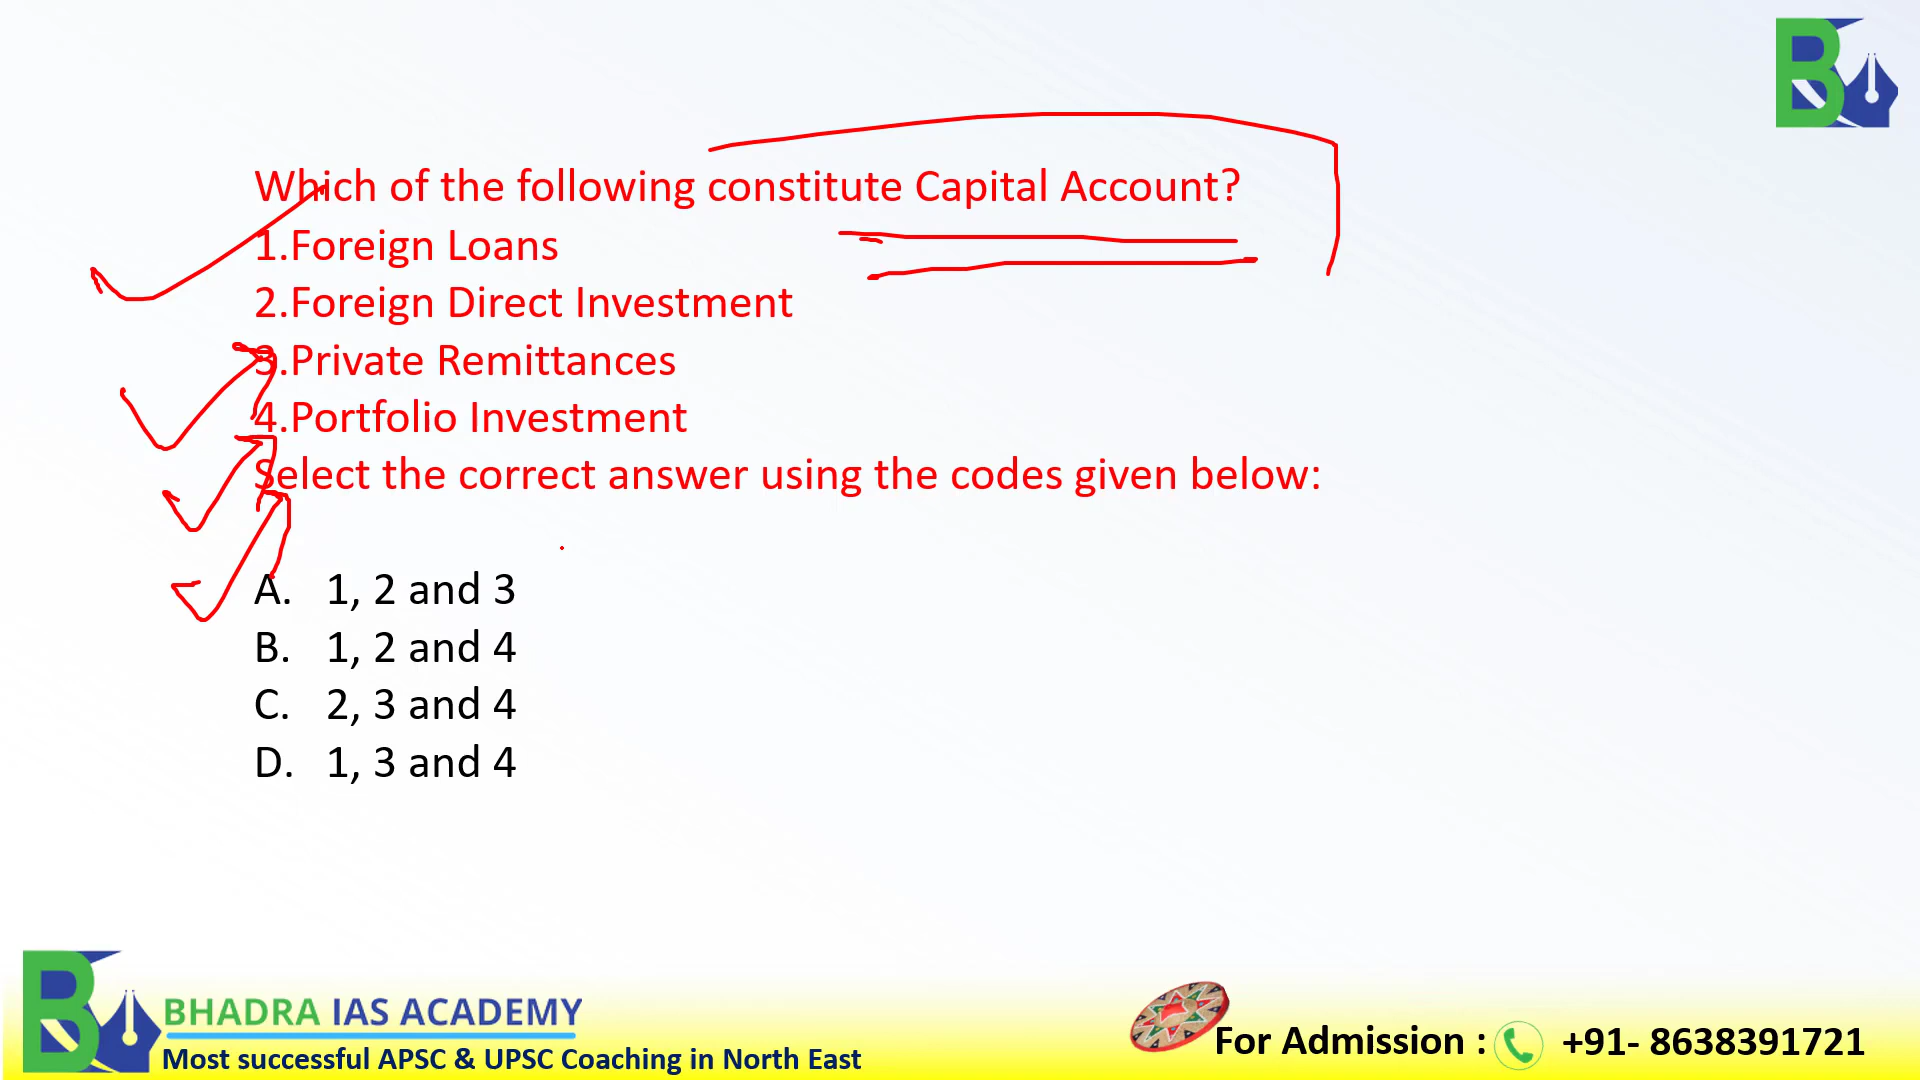 Which of the following constitute Capital Account?
1.Foreign Loans
2.Foreign Direct Investment
3.Private Remittances
4.Portfolio Investment
Select the correct answer using the codes given below:
A. 1, 2 and 3
B. 1, 2 and 4
C. 2, 3 and 4
D. 1, 3 and 4
BHADRA IAS ACADEMY
Most successful APSC & UPSC Coaching in North East
For Admission : +91- 8638391721